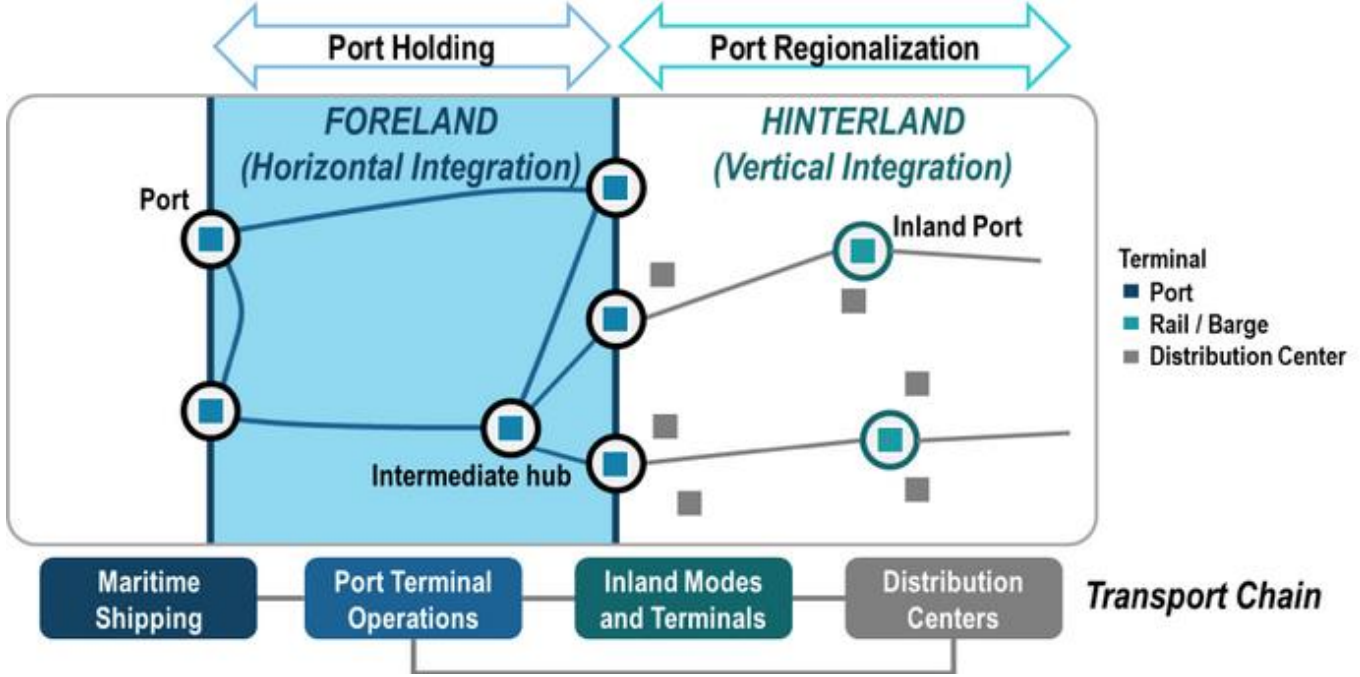 Port Holding
Port Regionalization
FORELAND
(Horizontal Integration)
HINTERLAND
(Vertical Integration)
Port
Inland Port
Intermediate hub
Terminal
Port
Rail / Barge
Distribution Center
Maritime
Shipping
Port Terminal
Operations
Inland Modes
and Terminals
Distribution
Centers
Transport Chain